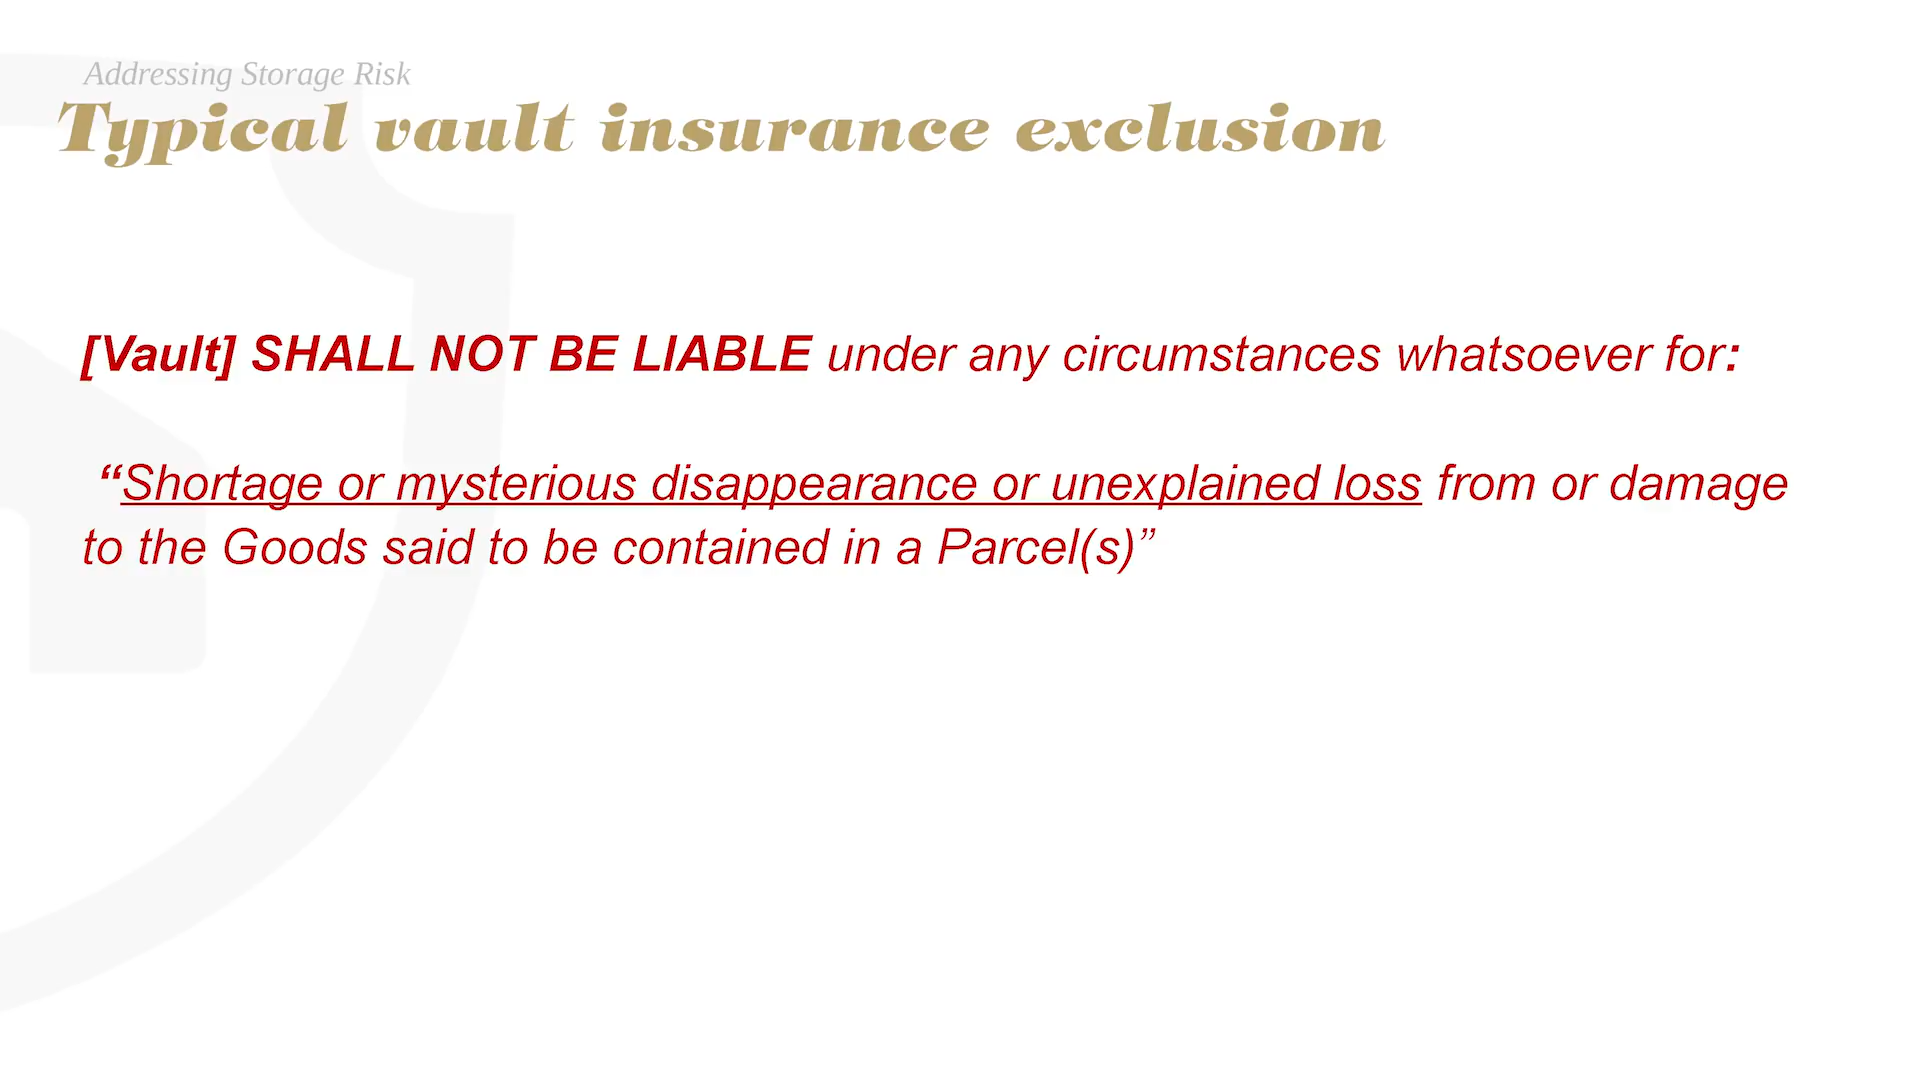 Addressing Storage Risk
Typical vault insurance exclusion
[Vault] SHALL NOT BE LIABLE under any circumstances whatsoever for:
“Shortage or mysterious disappearance or unexplained loss from or damage
to the Goods said to be contained in a Parcel(s)”